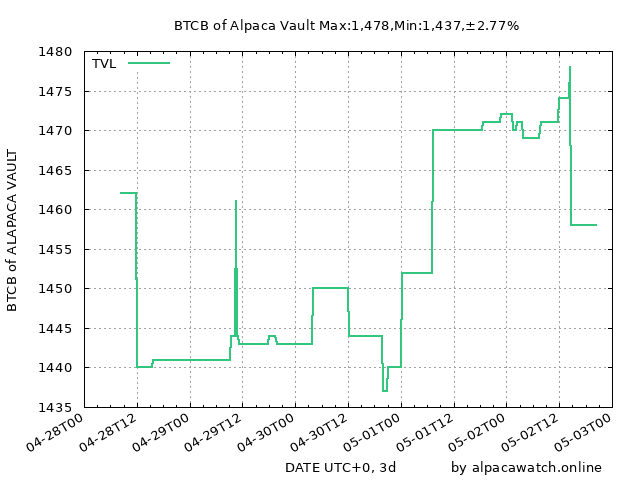 BTCB of Alpaca Vault Max:1,478,Min:1,437,±2.77%
TVL
BTCB of ALAPACA VAULT
1480
1475
1470
1465
1460
1455
1450
1445
1440
1435
04-28T00
04-28T12
04-29T00
04-29T12
04-30T00
04-30T12
05-01T00
05-01T12
05-02T00
05-02T12
05-03T00
DATE UTC+0, 3d
by alpacawatch.online